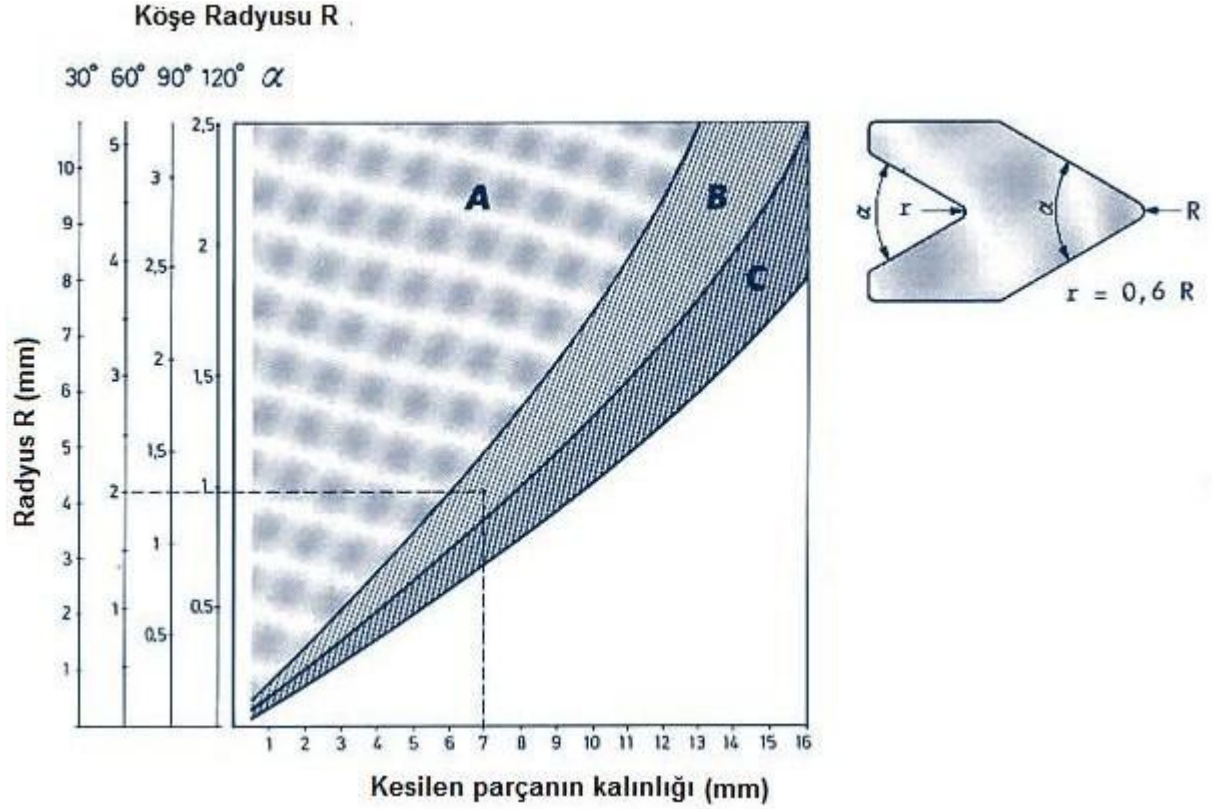 Köşe Radyusu R
30° 60° 90° 120° α
10
9
8
7
6
5
4
3
2
1
5
4
3
2
1
3
2,5
2
1,5
1
0.5
2,5
2
1,5
1
0.5
Radyus R (mm)
A
B
C
1 2 3 4 5 6 7 8 9 10 11 12 13 14 15 16
Kesilen parçanın kalınlığı (mm)
α
r
α
R
r = 0,6 R